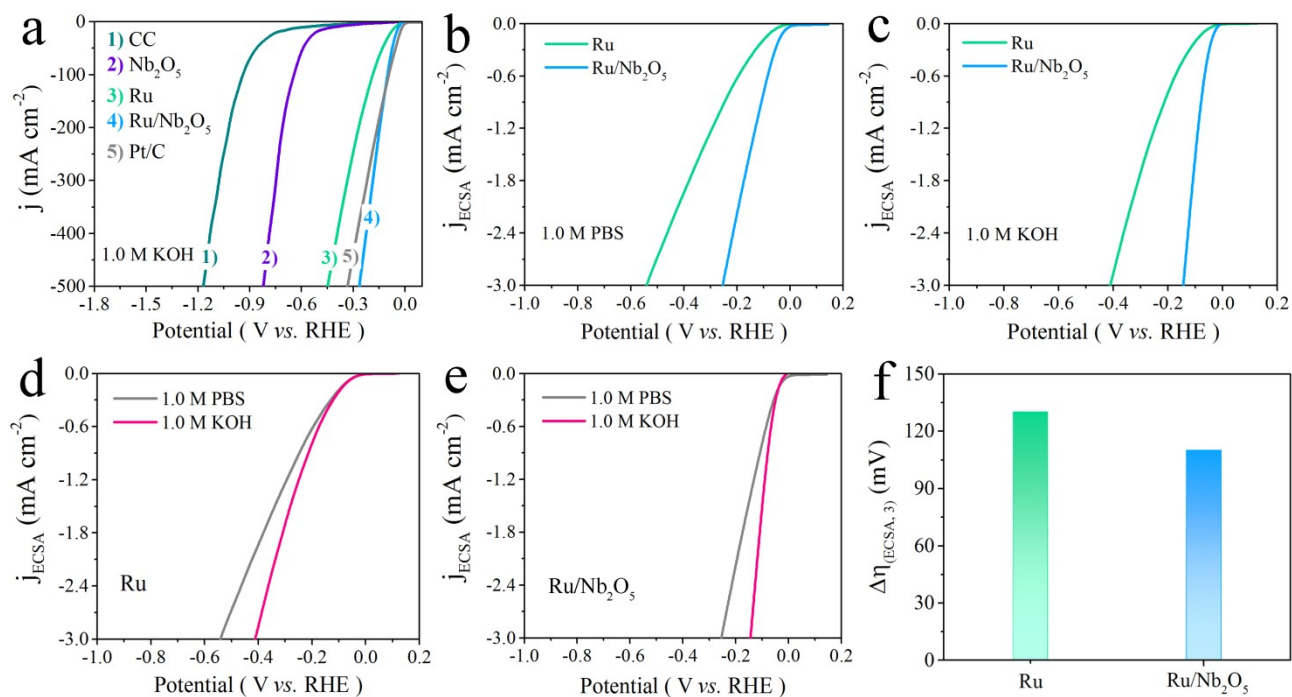 a
1) CC
2) Nb₂O₅
3) Ru
4) Ru/Nb₂O₅
5) Pt/C
1.0 M KOH
1)
2)
3)
5)
4)
0
-100
-200
-300
-400
-500
j (mA cm⁻²)
-1.8
-1.5
-1.2
-0.9
-0.6
-0.3
0.0
Potential ( V vs. RHE )
b
Ru
Ru/Nb₂O₅
1.0 M PBS
0.0
-0.6
-1.2
-1.8
-2.4
-3.0
j_ECSA (mA cm⁻²)
-1.0
-0.8
-0.6
-0.4
-0.2
0.0
0.2
Potential ( V vs. RHE )
c
Ru
Ru/Nb₂O₅
1.0 M KOH
0.0
-0.6
-1.2
-1.8
-2.4
-3.0
j_ECSA (mA cm⁻²)
-1.0
-0.8
-0.6
-0.4
-0.2
0.0
0.2
Potential ( V vs. RHE )
d
1.0 M PBS
1.0 M KOH
Ru
0.0
-0.6
-1.2
-1.8
-2.4
-3.0
j_ECSA (mA cm⁻²)
-1.0
-0.8
-0.6
-0.4
-0.2
0.0
0.2
Potential ( V vs. RHE )
e
1.0 M PBS
1.0 M KOH
Ru/Nb₂O₅
0.0
-0.6
-1.2
-1.8
-2.4
-3.0
j_ECSA (mA cm⁻²)
-1.0
-0.8
-0.6
-0.4
-0.2
0.0
0.2
Potential ( V vs. RHE )
f
150
120
90
60
30
0
Δη(ECSA, 3) (mV)
Ru
Ru/Nb₂O₅